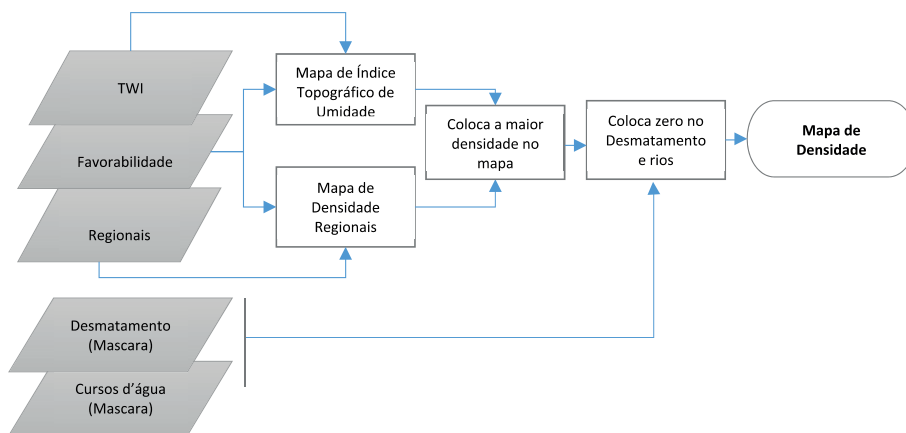 TWI
Favorabilidade
Regionais
Desmatamento
(Mascara)
Cursos d'água
(Mascara)
Mapa de Índice
Topográfico de
Umidade
Mapa de
Densidade
Regionais
Coloca a maior
densidade no
mapa
Coloca zero no
Desmatamento
e rios
Mapa de
Densidade